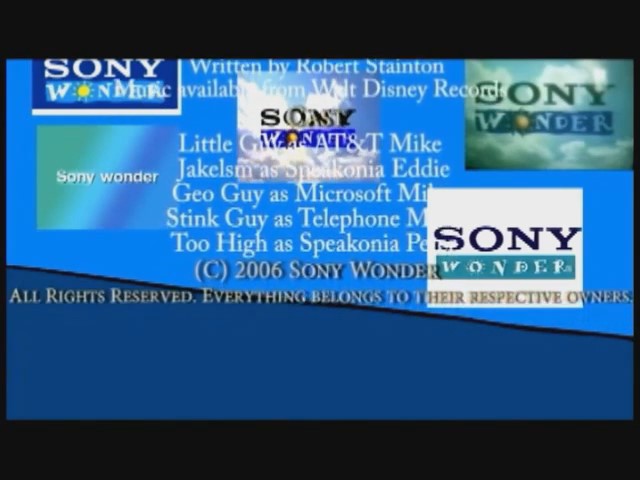 SONY
WONDER
Written by Robert Stainton
Music available from Walt Disney Records
SONY
WONDER
SONY
WONDER
Little Guy as AT&T Mike
Jakelsm as Speakonia Eddie
Sony wonder
Geo Guy as Microsoft
Stink Guy as Telephone
Too High as Speakonia
SONY
WONDER
(C) 2006 SONY WONDER
ALL RIGHTS RESERVED. EVERYTHING BELONGS TO THEIR RESPECTIVE OWNERS.